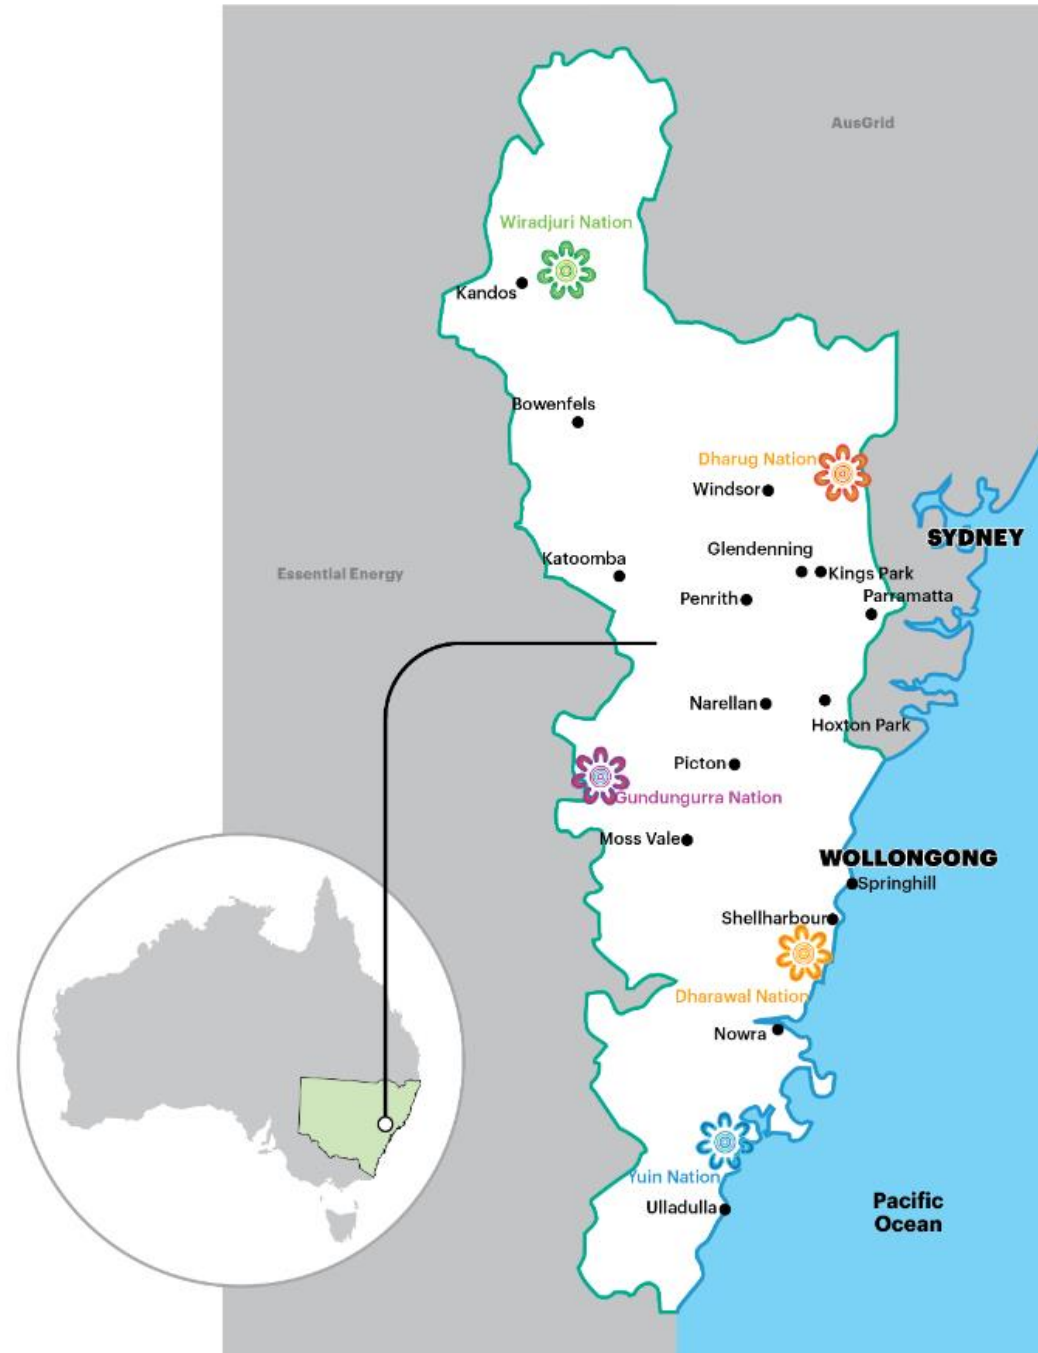 AusGrid
Wiradjuri Nation
Kandos
Bowenfels
Dharug Nation
Windsor
SYDNEY
Glendenning
Katoomba
Essential Energy
Kings Park
Penrith
Parramatta
Narellan
Hoxton Park
Picton
Gundungurra Nation
Moss Vale
WOLLONGONG
Springhill
Shellharbour
Dharawal Nation
Nowra
Yuin Nation
Ulladulla
Pacific
Ocean